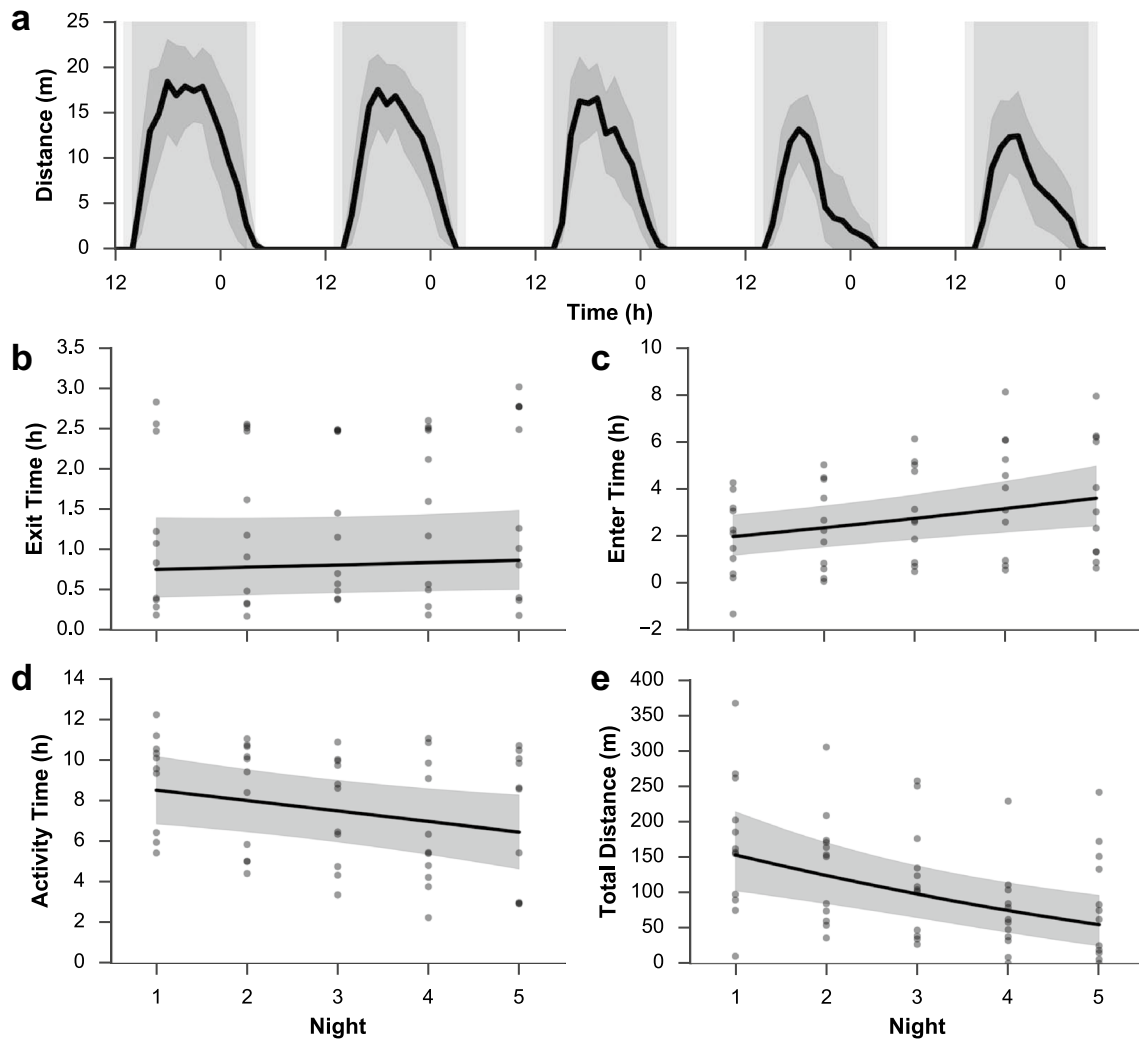 a
Distance (m)
25
20
15
10
5
0
12 0 12 0 12 0 12 0 12 0
Time (h)
b
Exit Time (h)
3.5
3.0
2.5
2.0
1.5
1.0
0.5
0.0
c
Enter Time (h)
10
8
6
4
2
0
−2
d
Activity Time (h)
14
12
10
8
6
4
2
0
1 2 3 4 5
Night
e
Total Distance (m)
400
350
300
250
200
150
100
50
0
1 2 3 4 5
Night